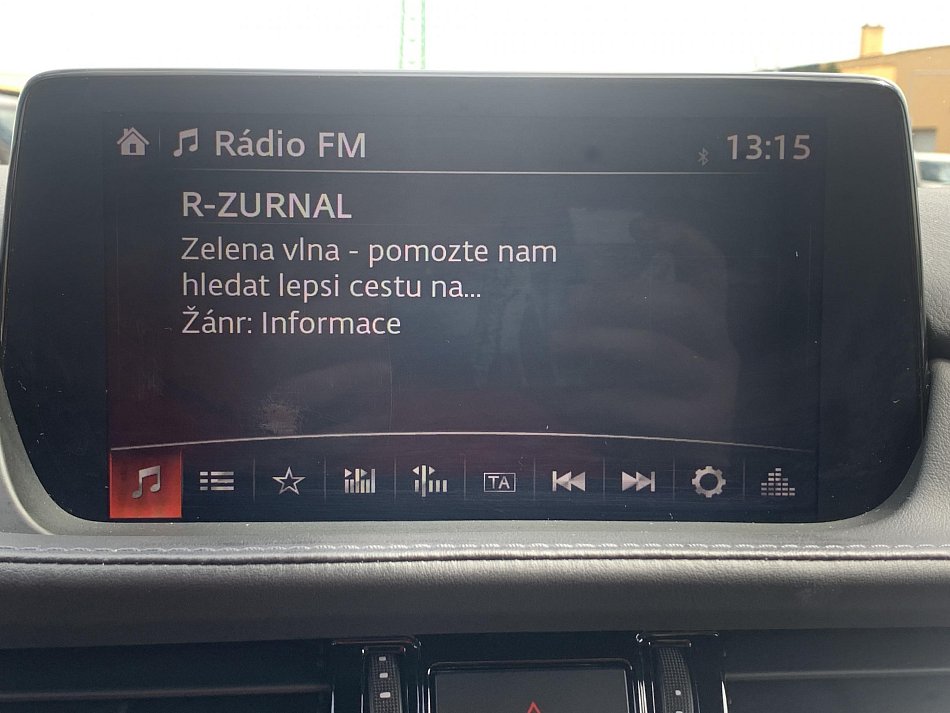 Rádio FM
13:15
R-ZURNAL
Zelena vlna - pomozte nam
hledat lepsi cestu na...
Žánr: Informace
TA